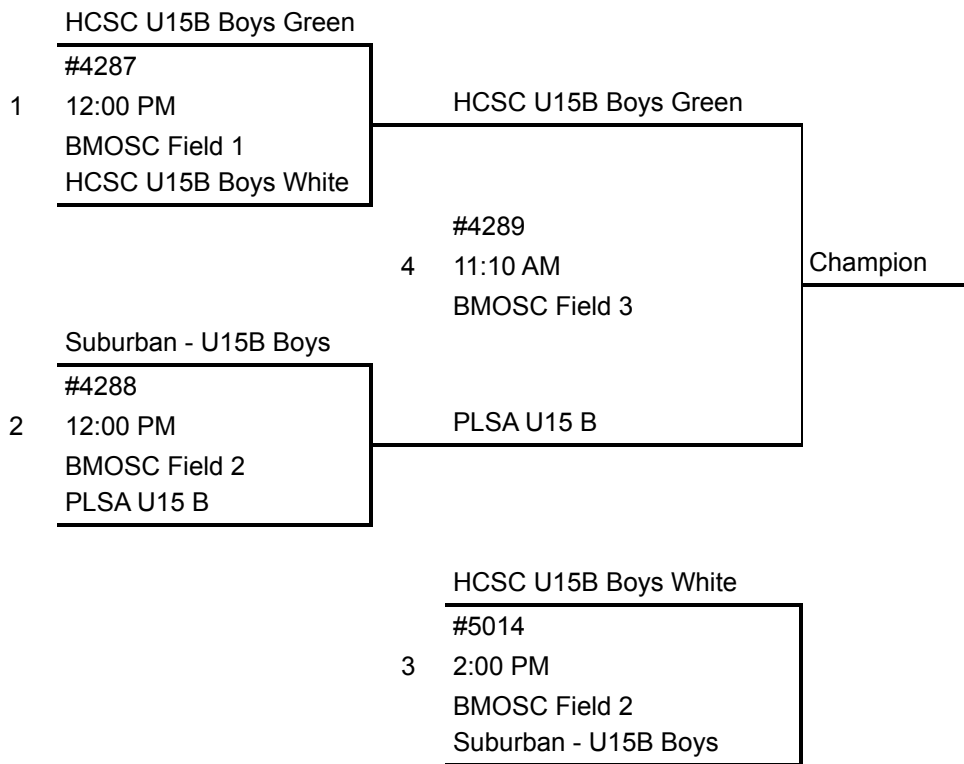 HCSC U15B Boys Green
#4287
1 12:00 PM
BMOSC Field 1
HCSC U15B Boys White
HCSC U15B Boys Green
#4289
4 11:10 AM
BMOSC Field 3
Champion
Suburban - U15B Boys
#4288
2 12:00 PM
BMOSC Field 2
PLSA U15 B
PLSA U15 B
HCSC U15B Boys White
#5014
3 2:00 PM
BMOSC Field 2
Suburban - U15B Boys